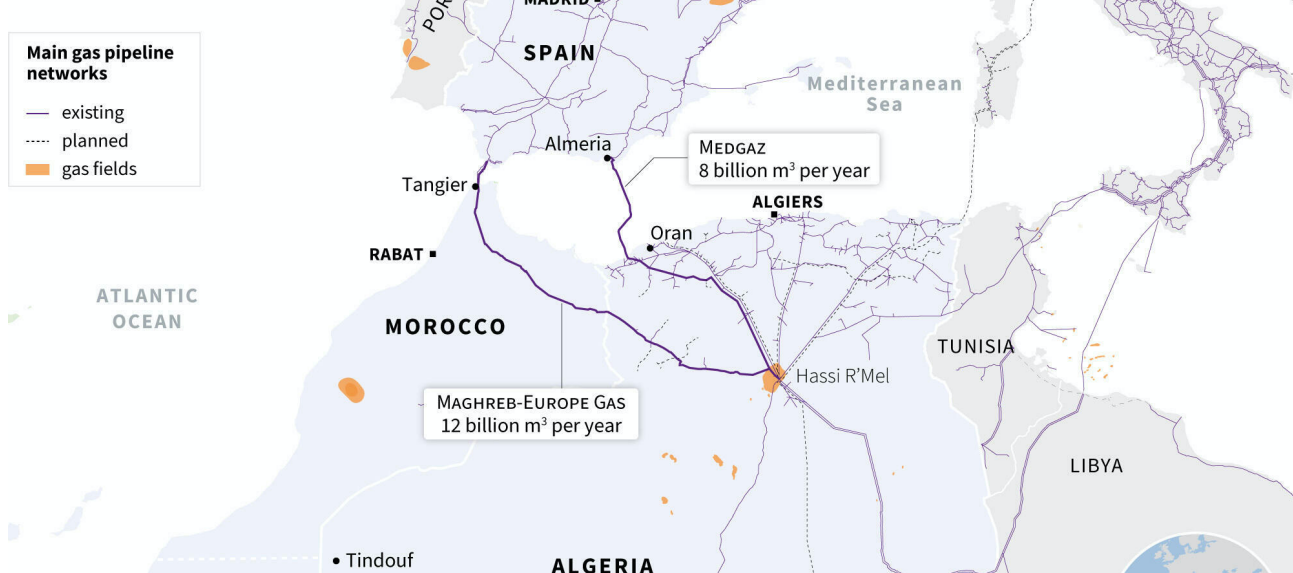 MADRID
POR
SPAIN
Main gas pipeline
networks
existing
planned
gas fields
Mediterranean
Sea
Almeria
MEDGAZ
8 billion m³ per year
Tangier
ALGIERS
Oran
RABAT
ATLANTIC
OCEAN
MOROCCO
TUNISIA
Hassi R'Mel
MAGHREB-EUROPE GAS
12 billion m³ per year
LIBYA
Tindouf
ALGERIA